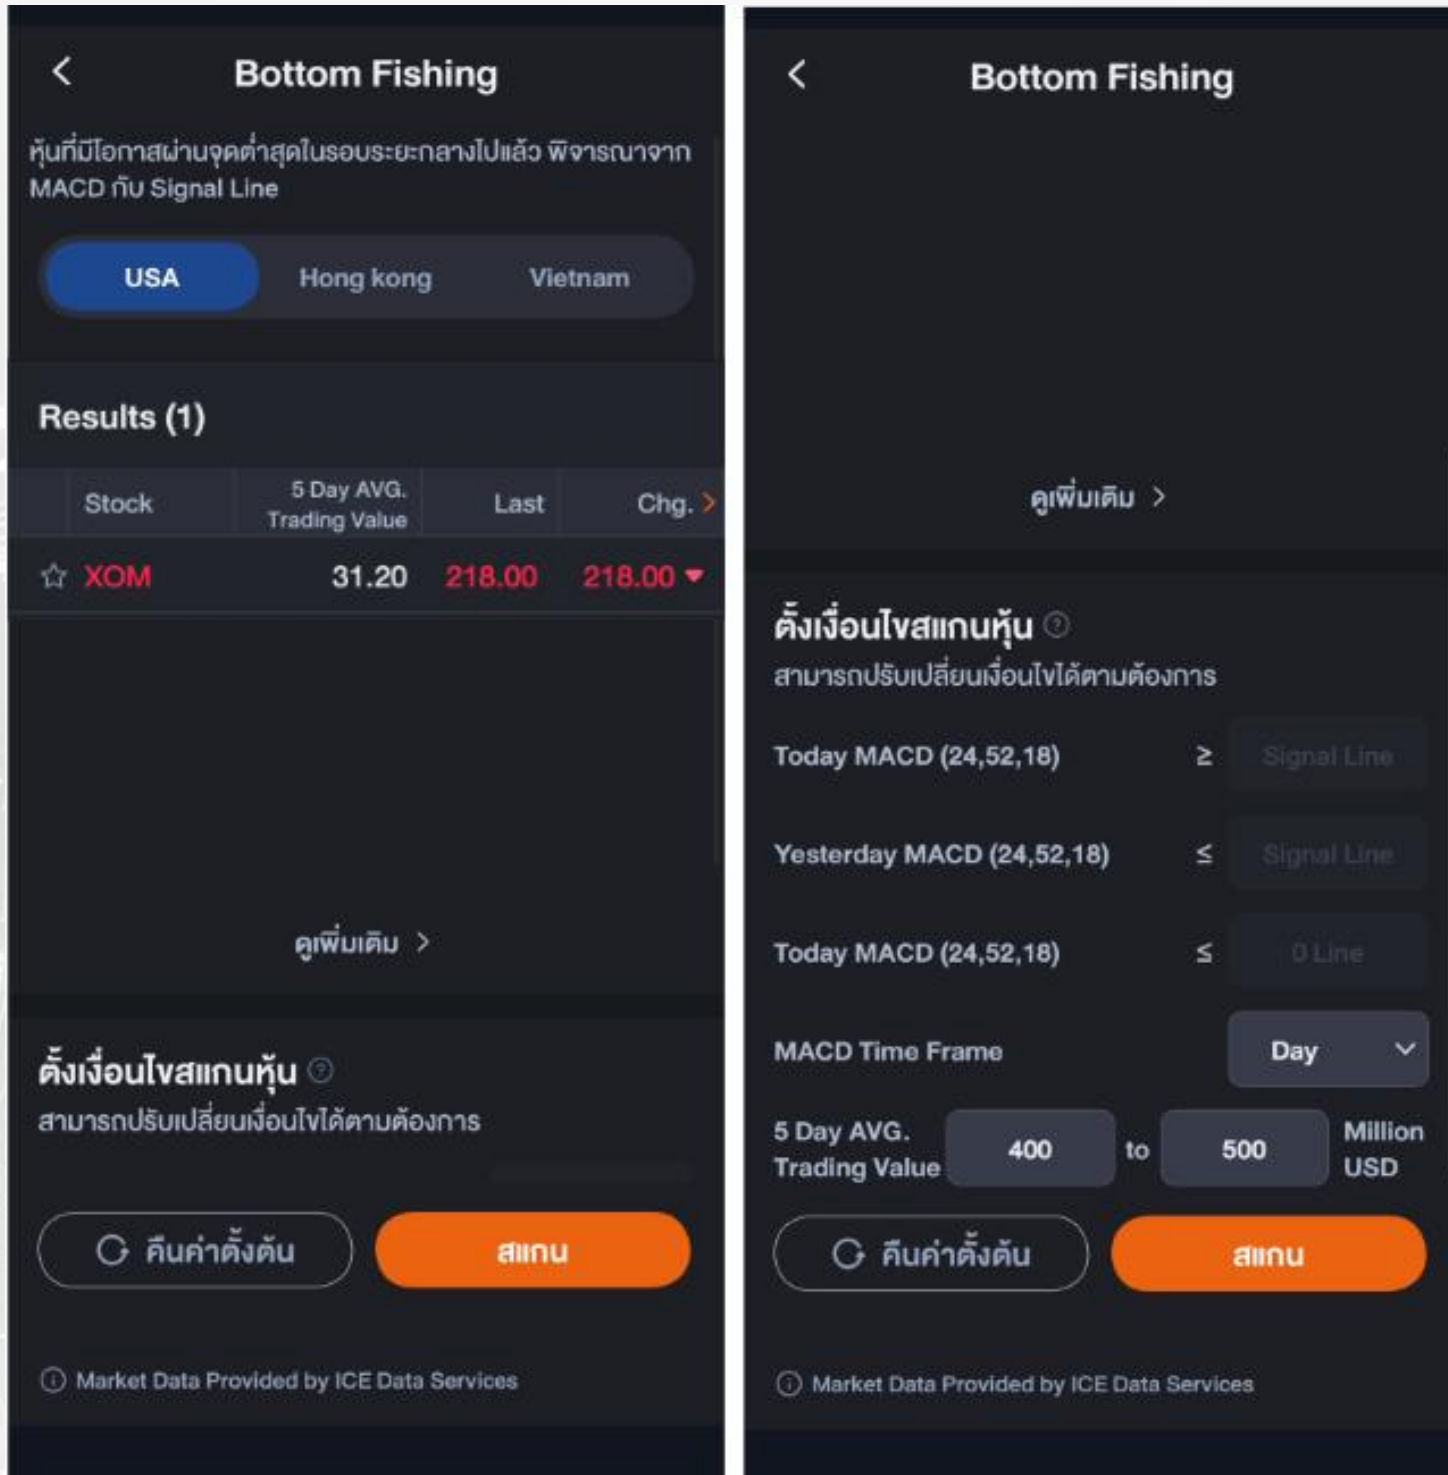 Bottom Fishing
หุ้นที่มีโอกาสผ่านจุดต่ำสุดในรอบระยะกลางไปแล้ว พิจารณาจาก
MACD กับ Signal Line
USA Hong kong Vietnam
Results (1)
Stock 5 Day AVG. Trading Value Last Chg. >
XOM 31.20 218.00 218.00
ดูเพิ่มเติม >
ตั้งเงื่อนไขสแกนหุ้น
สามารถปรับเปลี่ยนเงื่อนไขได้ตามต้องการ
คืนค่าตั้งต้น สแกน
Market Data Provided by ICE Data Services
Bottom Fishing
ดูเพิ่มเติม >
ตั้งเงื่อนไขสแกนหุ้น
สามารถปรับเปลี่ยนเงื่อนไขได้ตามต้องการ
Today MACD (24,52,18) ≥ Signal Line
Yesterday MACD (24,52,18) ≤ Signal Line
Today MACD (24,52,18) ≤ 0 Line
MACD Time Frame Day
5 Day AVG. Trading Value 400 to 500 Million USD
คืนค่าตั้งต้น สแกน
Market Data Provided by ICE Data Services